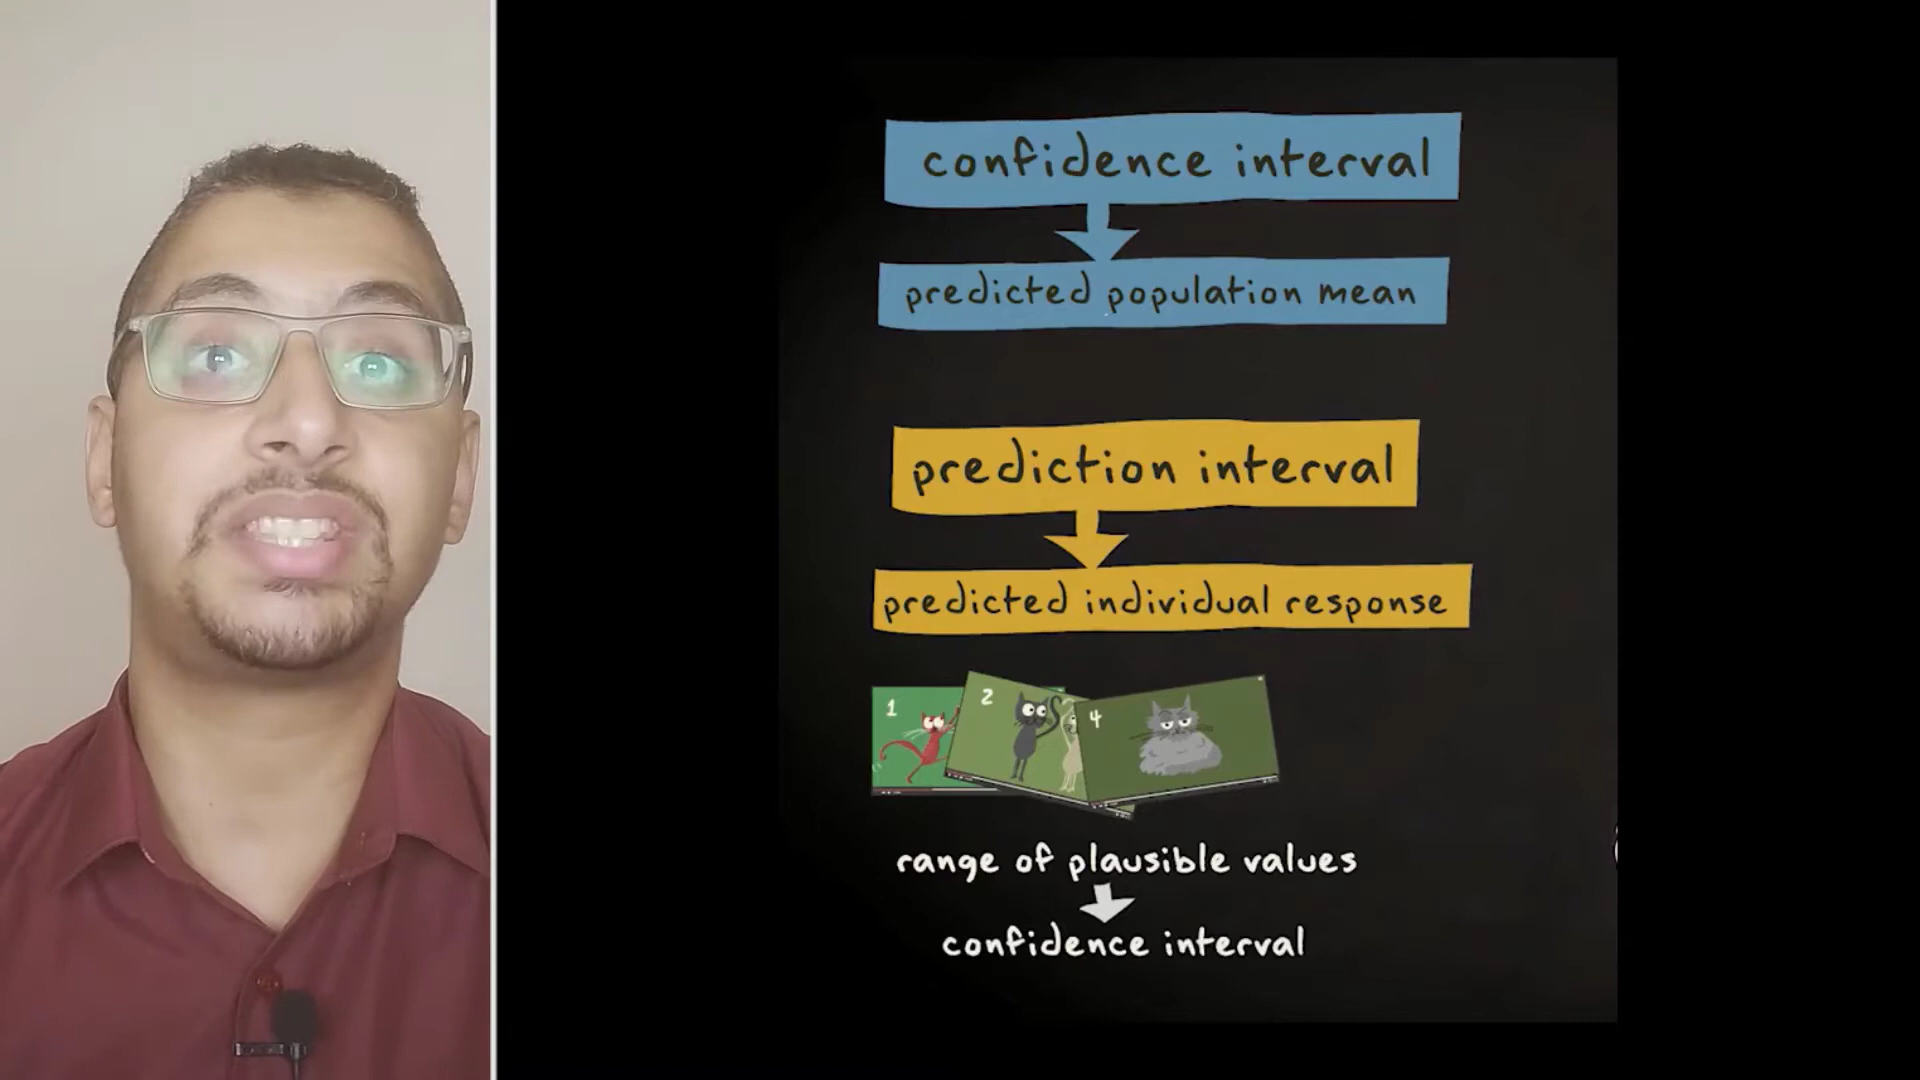 confidence interval
predicted population mean
prediction interval
predicted individual response
1
2
4
range of plausible values
confidence interval